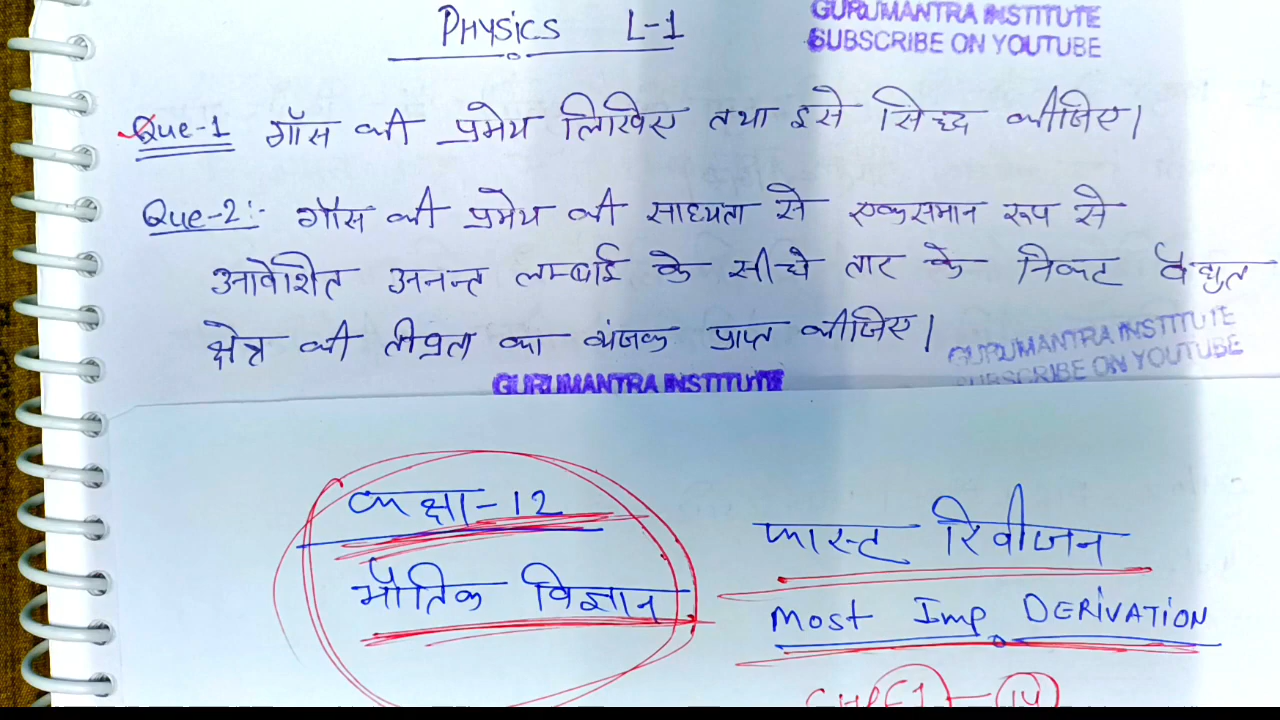 PHYSICS L-1
GURUMANTRA INSTITUTE
SUBSCRIBE ON YOUTUBE
Que-1 गॉस की प्रमेय लिखिए तथा इसे सिद्ध कीजिए।
Que-2:- गौस की प्रमेय की साध्यता से एकसमान रूप से
आवेशित अनन्त लम्बाई के सीधे तार के निकट वैद्युत
क्षेत्र की तीव्रता का व्यंजक प्राप्त कीजिए।
GURUMANTRA INSTITUTE
SUBSCRIBE ON YOUTUBE
GURUMANTRA INSTITUTE
कक्षा-12
भौतिक विज्ञान
फास्ट रिवीजन
Most Imp DERIVATION